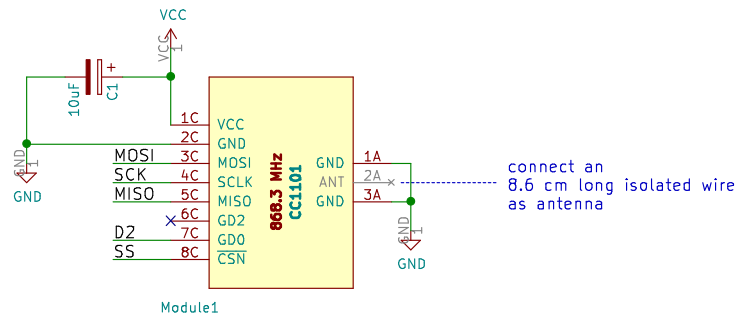 VCC
VCC
1
10uF
+
C1
1C
VCC
2C
GND
GND
1
GND
MOSI
3C
MOSI
SCK
4C
SCLK
MISO
5C
MISO
6C
GD2
D2
7C
GD0
SS
8C
CSN
868.3 MHz
CC1101
GND
1A
ANT
2A
GND
3A
GND
1
GND
connect an
8.6 cm long isolated wire
as antenna
Module1